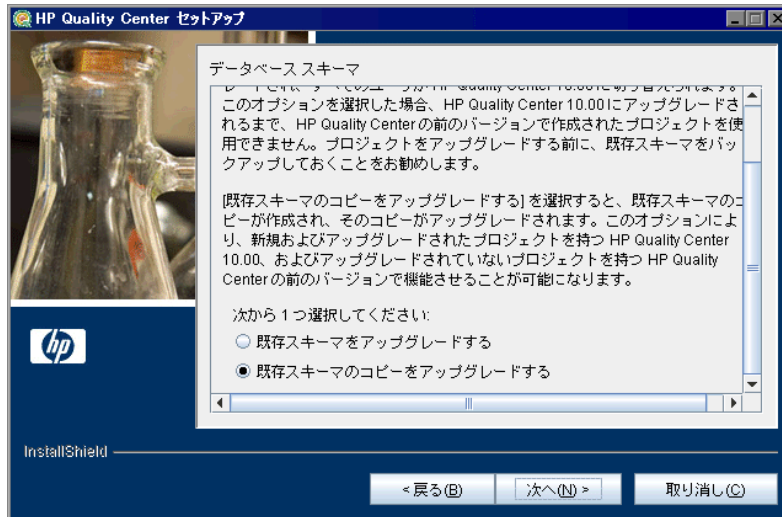 HP Quality Center セットアップ
データベース スキーマ
このオプションを選択した場合、HP Quality Center 10.00にアップグレードさ
れるまで、HP Quality Centerの前のバージョンで作成されたプロジェクトを使
用できません。プロジェクトをアップグレードする前に、既存スキーマをバッ
クアップしておくことをお勧めします。
[既存スキーマのコピーをアップグレードする] を選択すると、既存スキーマのコ
ピーが作成され、そのコピーがアップグレードされます。このオプションによ
り、新規およびアップグレードされたプロジェクトを持つ HP Quality Center
10.00、およびアップグレードされていないプロジェクトを持つ HP Quality
Centerの前のバージョンで機能させることが可能になります。
次から 1 つ選択してください:
既存スキーマをアップグレードする
既存スキーマのコピーをアップグレードする
hp
InstallShield
< 戻る(B)
次へ(N) >
取り消し(C)